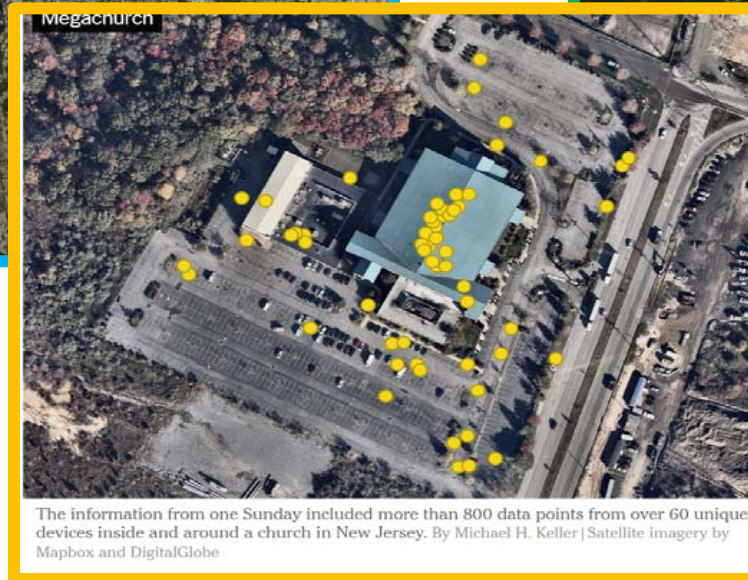 Megachurch
The information from one Sunday included more than 800 data points from over 60 unique
devices inside and around a church in New Jersey. By Michael H. Keller | Satellite imagery by
Mapbox and DigitalGlobe